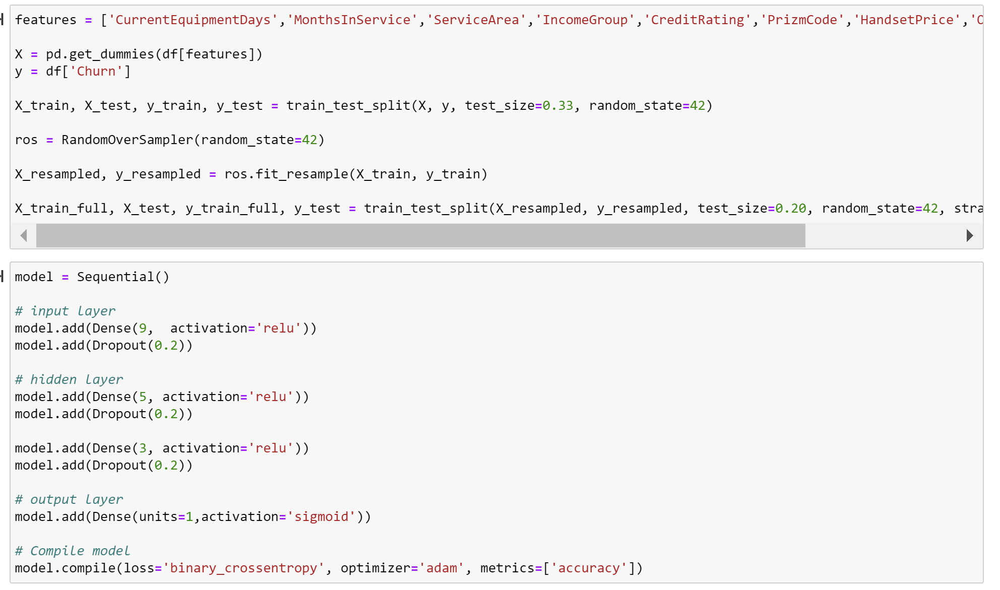 features = ['CurrentEquipmentDays','MonthsInService','ServiceArea','IncomeGroup','CreditRating','PrizmCode','HandsetPrice','
X = pd.get_dummies(df[features])
y = df['Churn']
X_train, X_test, y_train, y_test = train_test_split(X, y, test_size=0.33, random_state=42)
ros = RandomOverSampler(random_state=42)
X_resampled, y_resampled = ros.fit_resample(X_train, y_train)
X_train_full, X_test, y_train_full, y_test = train_test_split(X_resampled, y_resampled, test_size=0.20, random_state=42, stra
model = Sequential()
# input layer
model.add(Dense(9,  activation='relu'))
model.add(Dropout(0.2))
# hidden layer
model.add(Dense(5, activation='relu'))
model.add(Dropout(0.2))
model.add(Dense(3, activation='relu'))
model.add(Dropout(0.2))
# output layer
model.add(Dense(units=1,activation='sigmoid'))
# Compile model
model.compile(loss='binary_crossentropy', optimizer='adam', metrics=['accuracy'])